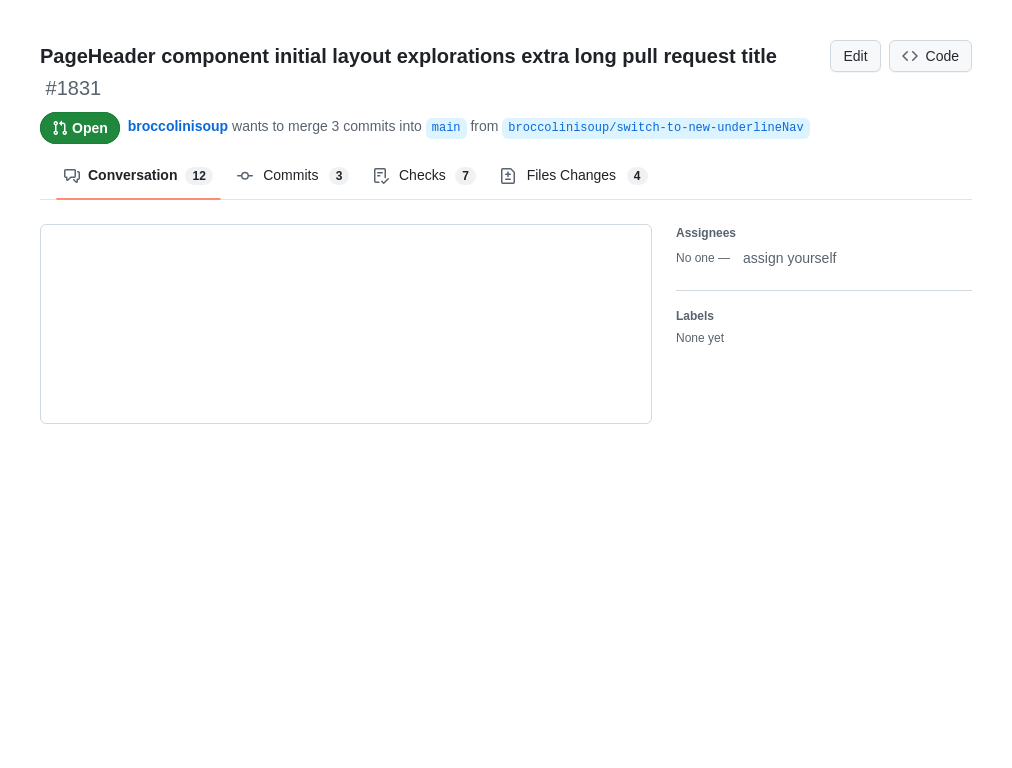 PageHeader component initial layout explorations extra long pull request title
#1831
Edit
Code
Open
broccolinisoup wants to merge 3 commits into main from broccolinisoup/switch-to-new-underlineNav
Conversation 12 Commits 3 Checks 7 Files Changes 4
Assignees
No one — assign yourself
Labels
None yet